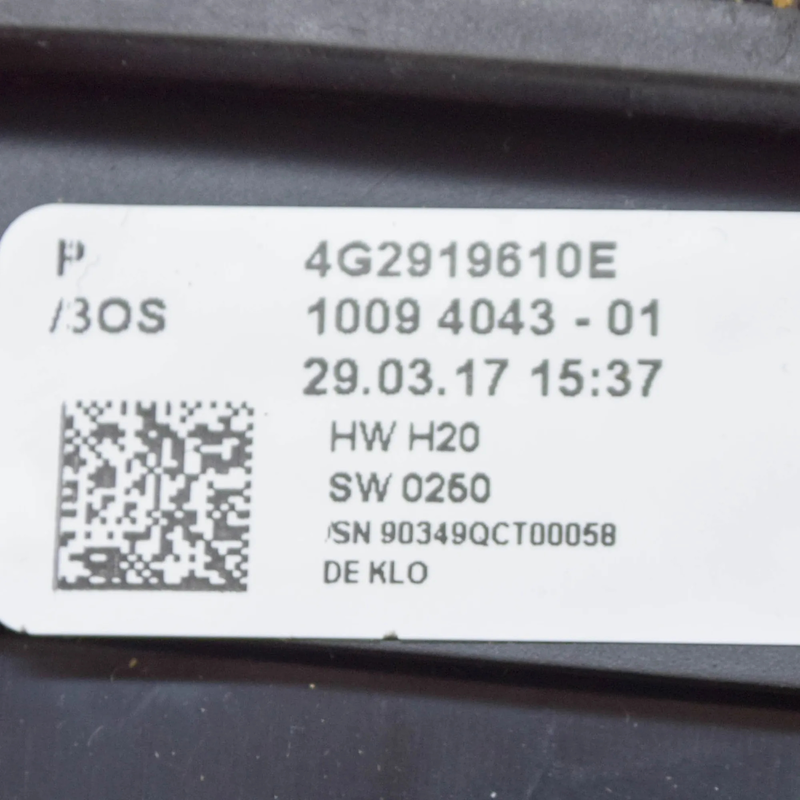 P 4G2919610E
/3OS 1009 4043 - 01
29.03.17 15:37
HW H20
SW 0260
/SN 90349QCT00058
DE KLO